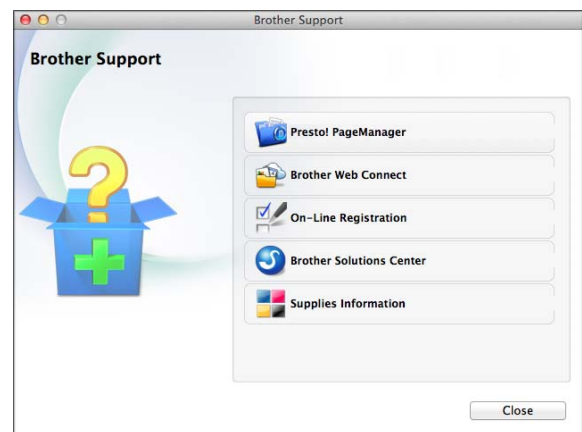 Brother Support
Brother Support
Presto! PageManager
Brother Web Connect
On-Line Registration
Brother Solutions Center
Supplies Information
Close